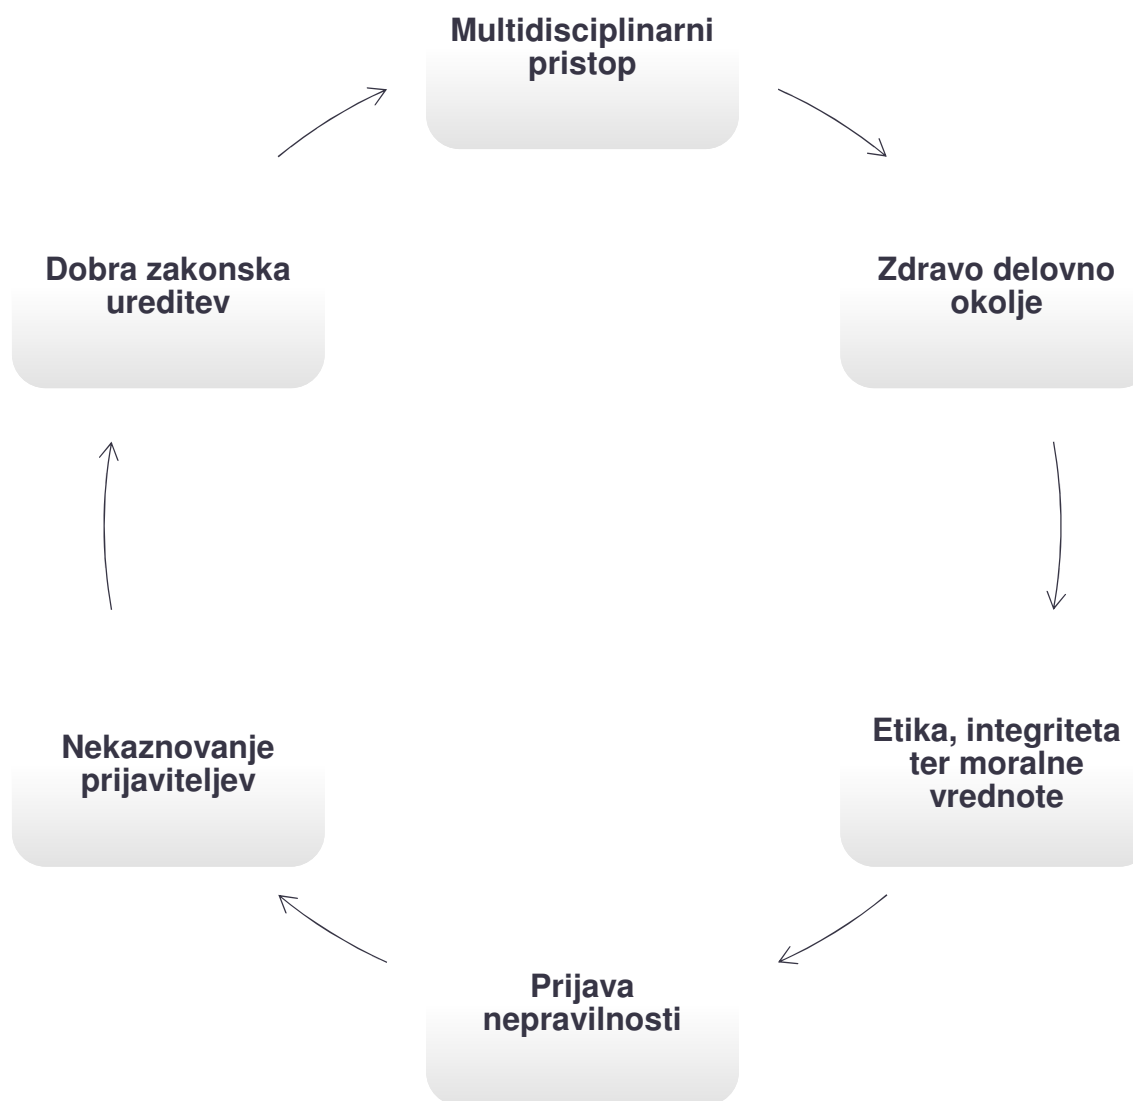 Multidisciplinarni
pristop
Zdravo delovno
okolje
Etika, integriteta
ter moralne
vrednote
Prijava
nepravilnosti
Nekaznovanje
prijaviteljev
Dobra zakonska
ureditev